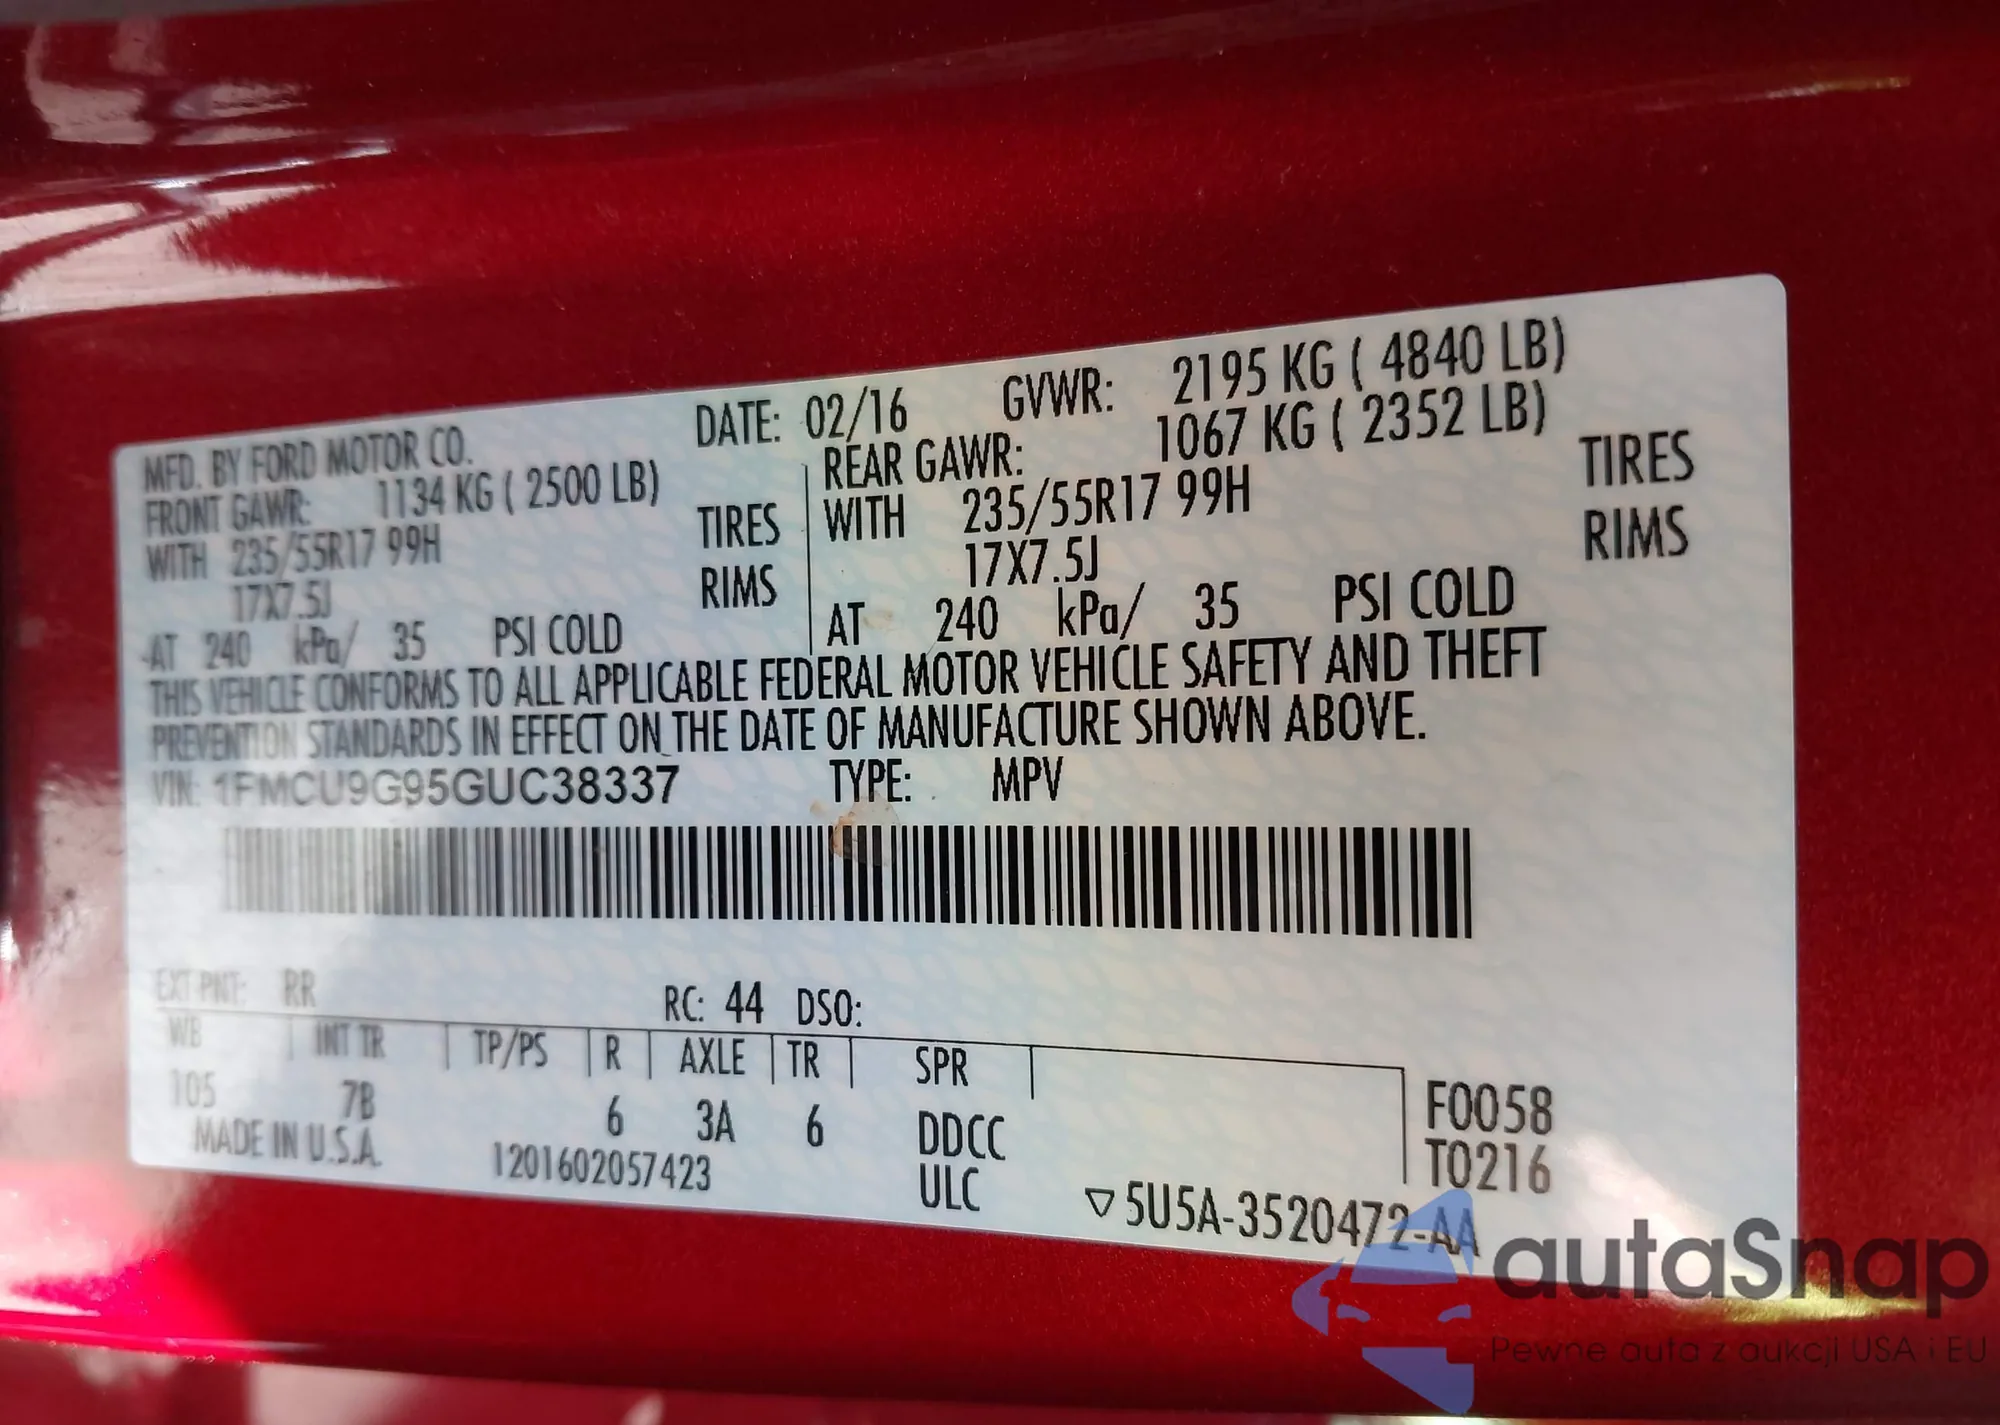 MFD. BY FORD MOTOR CO. DATE: 02/16 GVWR: 2195 KG ( 4840 LB)
FRONT GAWR: 1134 KG ( 2500 LB) REAR GAWR: 1067 KG ( 2352 LB)
WITH 235/55R17 99H TIRES WITH 235/55R17 99H TIRES
17X7.5J RIMS 17X7.5J RIMS
AT 240 kPa/ 35 PSI COLD AT 240 kPa/ 35 PSI COLD
THIS VEHICLE CONFORMS TO ALL APPLICABLE FEDERAL MOTOR VEHICLE SAFETY AND THEFT
PREVENTION STANDARDS IN EFFECT ON THE DATE OF MANUFACTURE SHOWN ABOVE.
VIN: 1FMCU9G95GUC38337 TYPE: MPV
EXT PNT: RR RC: 44 DSO:
WB INT TR TP/PS R AXLE TR SPR
105 7B 6 3A 6 DDCC F0058
MADE IN U.S.A. 1201602057423 ULC T0216
▽5U5A-3520472-AA
autaSnap
Pewne auta z aukcji USA i EU